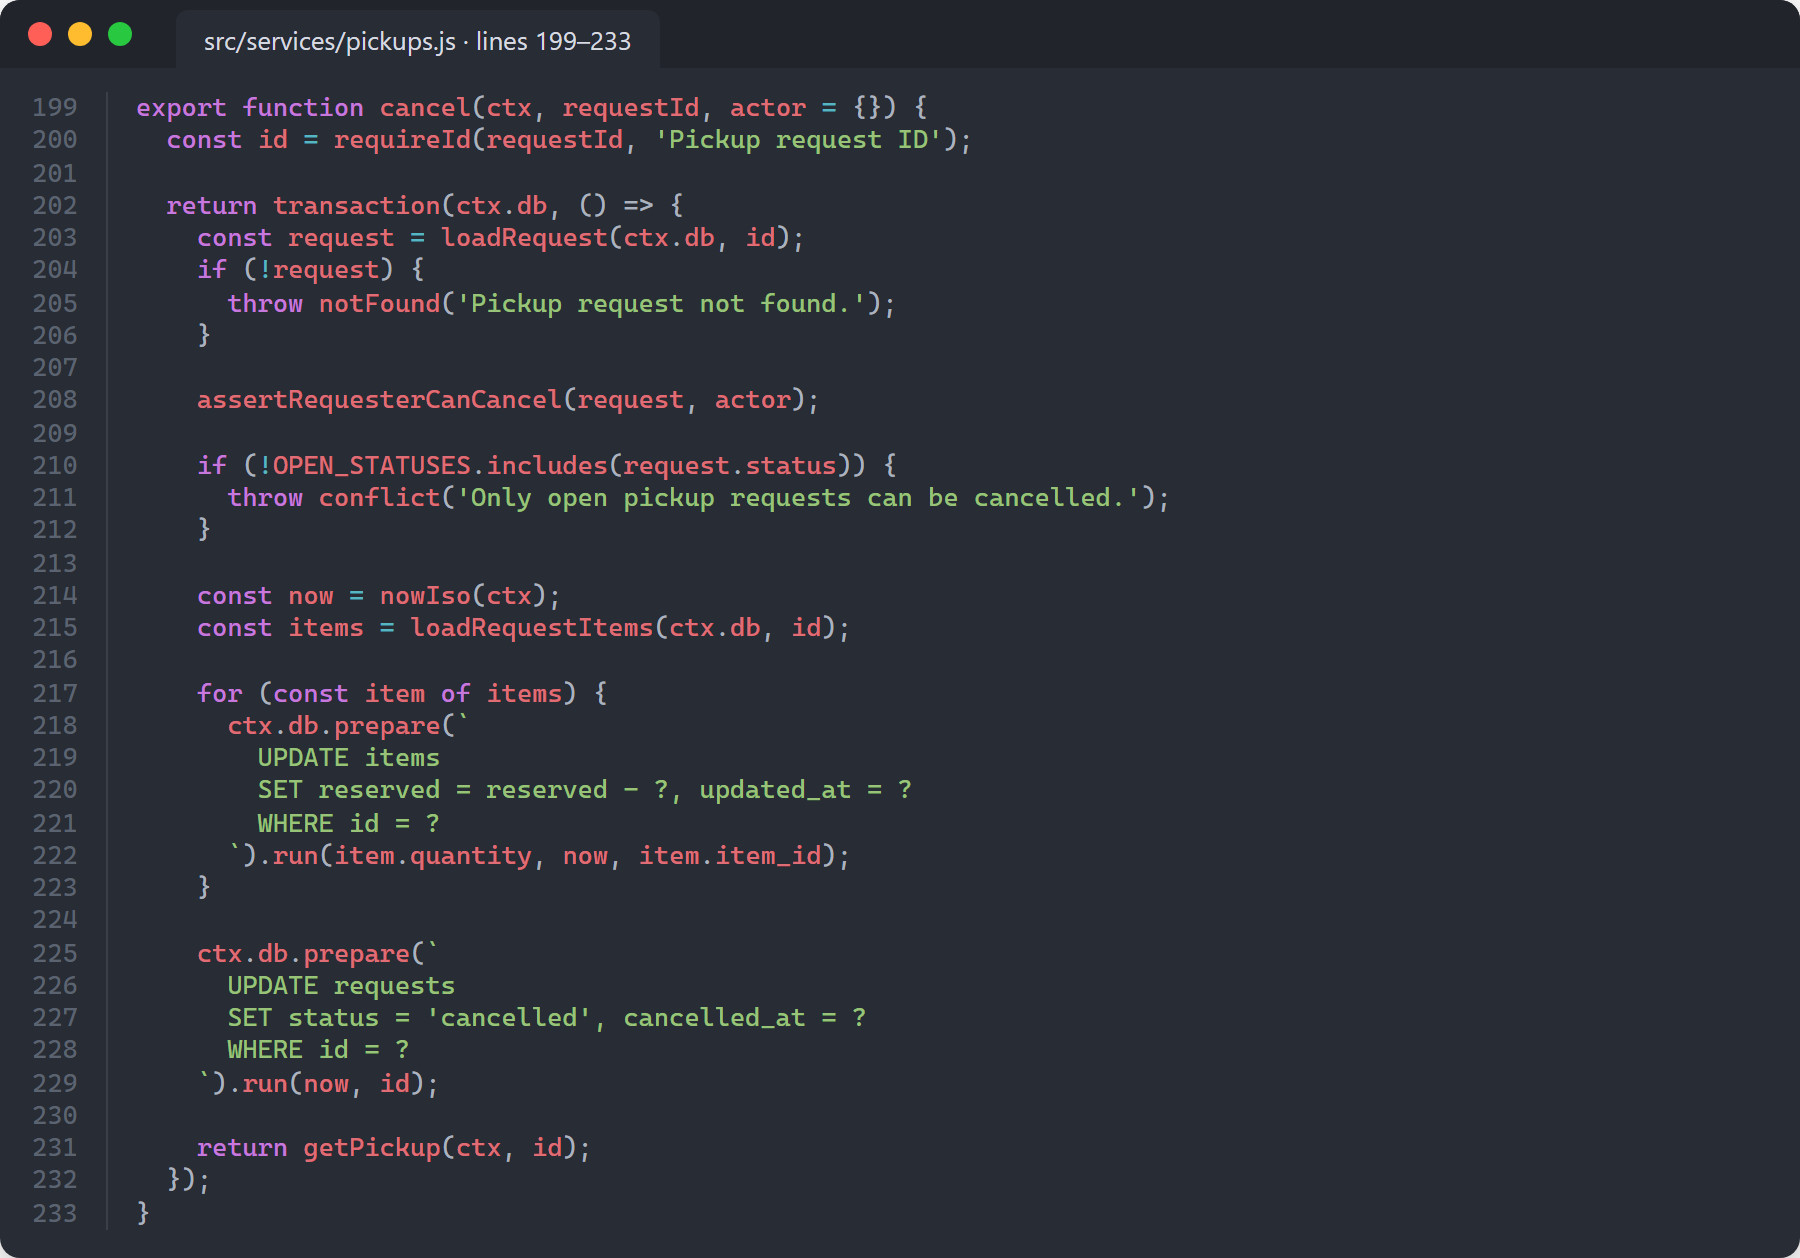 src/services/pickups.js · lines 199–233
199 export function cancel(ctx, requestId, actor = {}) {
200   const id = requireId(requestId, 'Pickup request ID');
201
202   return transaction(ctx.db, () => {
203     const request = loadRequest(ctx.db, id);
204     if (!request) {
205       throw notFound('Pickup request not found.');
206     }
207
208     assertRequesterCanCancel(request, actor);
209
210     if (!OPEN_STATUSES.includes(request.status)) {
211       throw conflict('Only open pickup requests can be cancelled.');
212     }
213
214     const now = nowIso(ctx);
215     const items = loadRequestItems(ctx.db, id);
216
217     for (const item of items) {
218       ctx.db.prepare(`
219         UPDATE items
220         SET reserved = reserved - ?, updated_at = ?
221         WHERE id = ?
222       `).run(item.quantity, now, item.item_id);
223     }
224
225     ctx.db.prepare(`
226       UPDATE requests
227       SET status = 'cancelled', cancelled_at = ?
228       WHERE id = ?
229     `).run(now, id);
230
231     return getPickup(ctx, id);
232   });
233 }